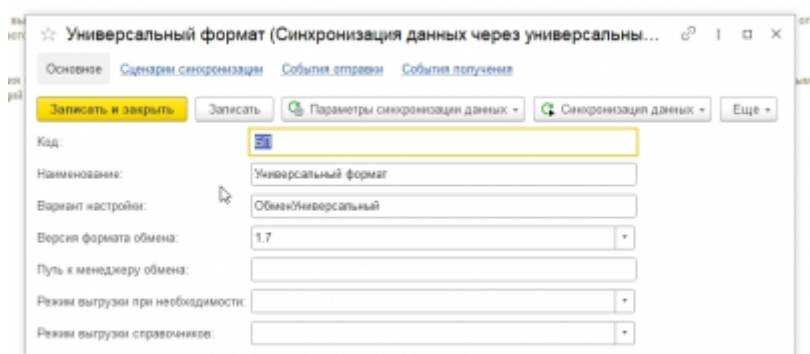 Универсальный формат (Синхронизация данных через универсальны...
Основное Сценарии синхронизации События отправки События получения
Записать и закрыть Записать Параметры синхронизации данных Синхронизация данных Еще
Код: БП
Наименование: Универсальный формат
Вариант настройки: ОбменУниверсальный
Версия формата обмена: 1.7
Путь к менеджеру обмена:
Режим выгрузки при необходимости:
Режим выгрузки справочников: